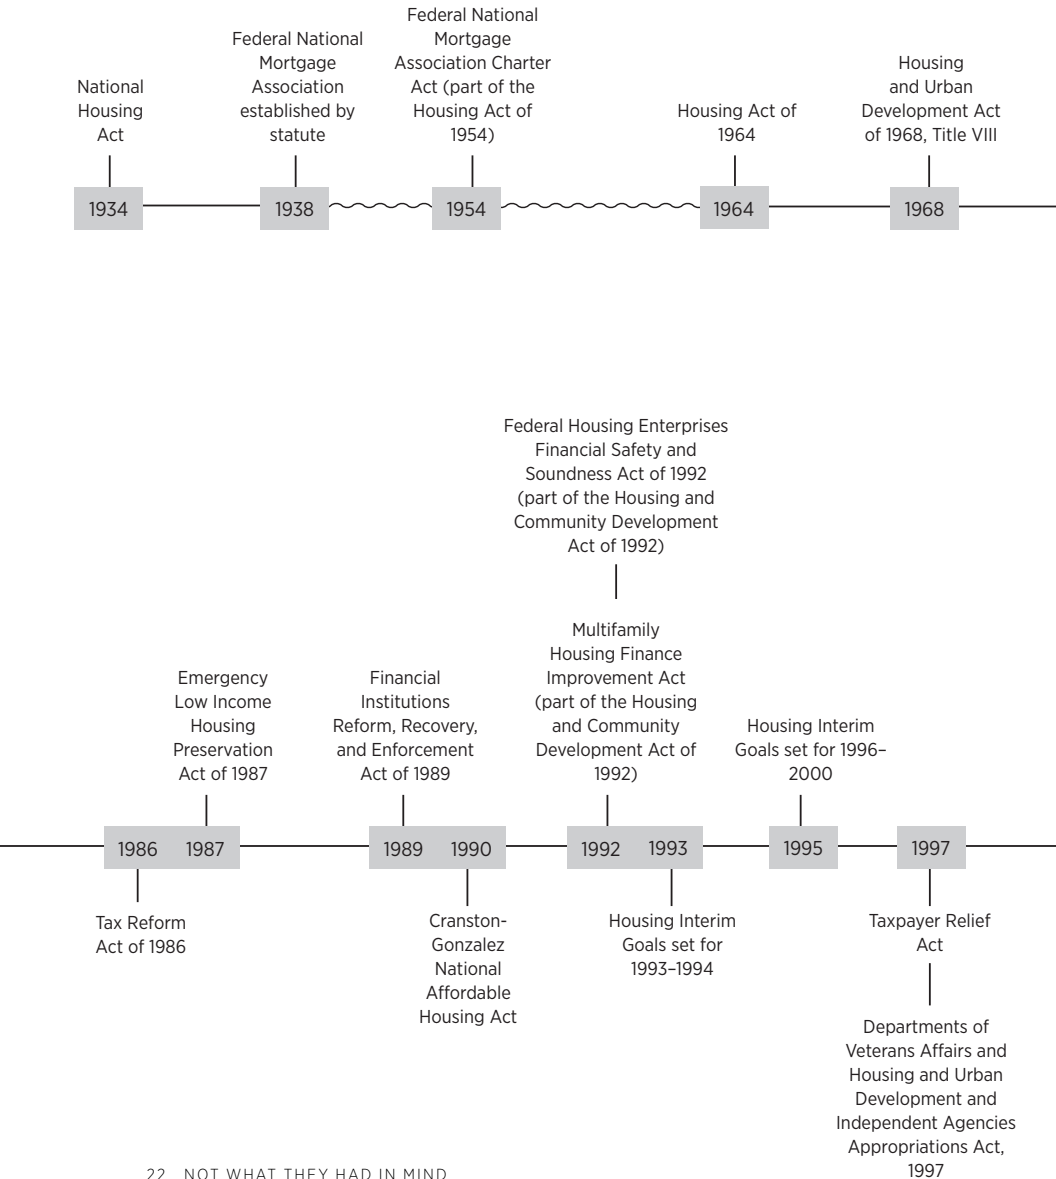 National
Housing
Act
Federal National
Mortgage
Association
established by
statute
Federal National
Mortgage
Association Charter
Act (part of the
Housing Act of
1954)
Housing Act of
1964
Housing
and Urban
Development Act
of 1968, Title VIII
1934
1938
1954
1964
1968
Federal Housing Enterprises
Financial Safety and
Soundness Act of 1992
(part of the Housing and
Community Development
Act of 1992)
Emergency
Low Income
Housing
Preservation
Act of 1987
Financial
Institutions
Reform, Recovery,
and Enforcement
Act of 1989
Multifamily
Housing Finance
Improvement Act
(part of the Housing
and Community
Development Act of
1992)
Housing Interim
Goals set for 1996–
2000
1986 1987
1989 1990
1992 1993
1995
1997
Tax Reform
Act of 1986
Cranston-
Gonzalez
National
Affordable
Housing Act
Housing Interim
Goals set for
1993–1994
Taxpayer Relief
Act
Departments of
Veterans Affairs and
Housing and Urban
Development and
Independent Agencies
Appropriations Act,
1997
22 NOT WHAT THEY HAD IN MIND